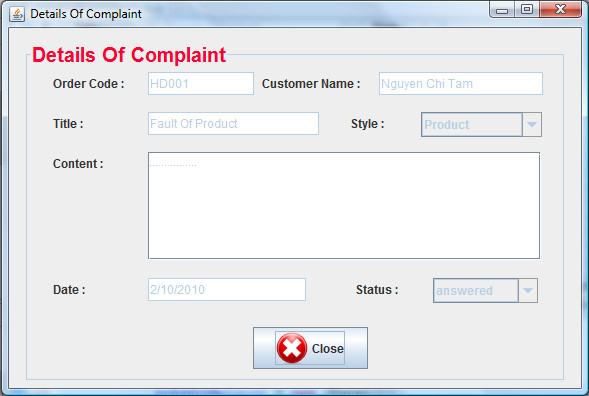 Details Of Complaint
Details Of Complaint
Order Code : HD001 Customer Name : Nguyen Chi Tam
Title : Fault Of Product Style : Product
Content : ................
Date : 2/10/2010 Status : answered
Close